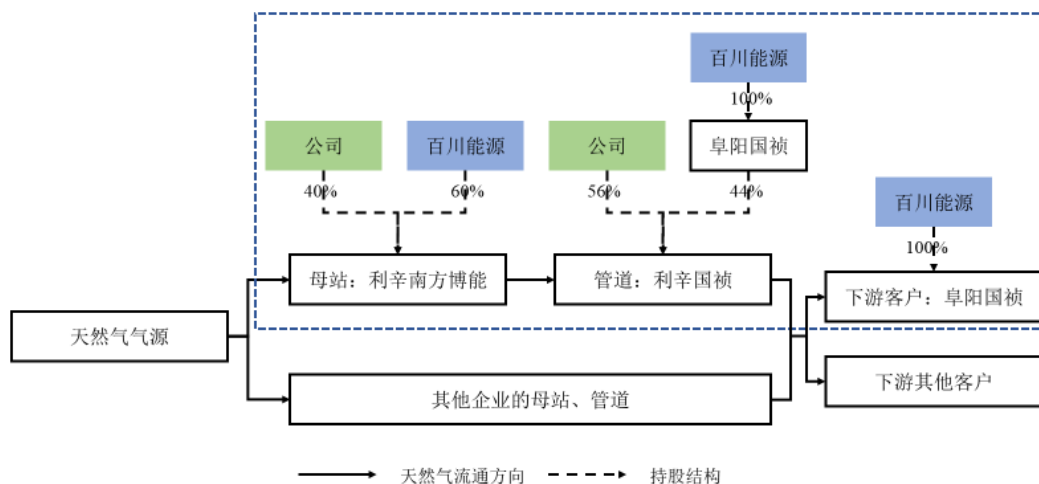 百川能源
100%
公司
百川能源
公司
阜阳国祯
40%
60%
56%
44%
百川能源
100%
母站：利辛南方博能
管道：利辛国祯
下游客户：阜阳国祯
天然气气源
下游其他客户
其他企业的母站、管道
天然气流通方向
持股结构